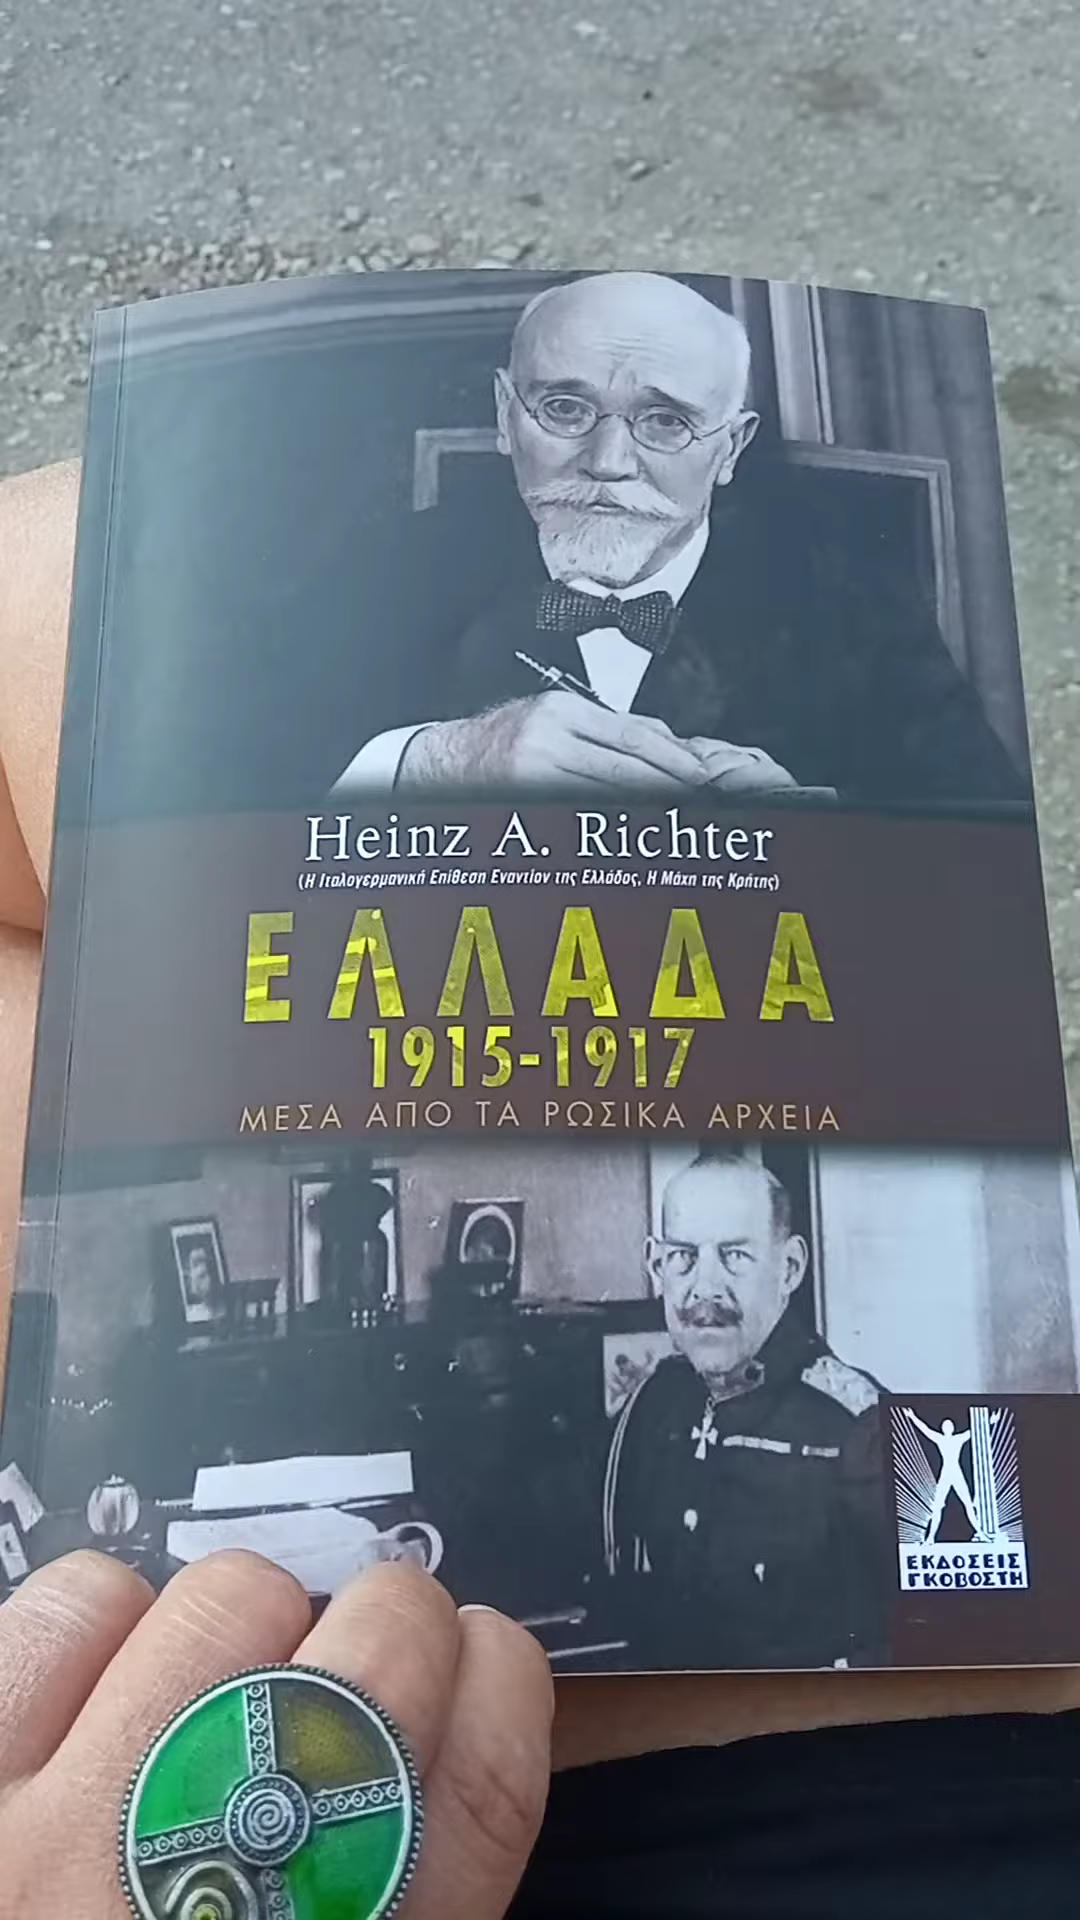 Heinz A. Richter
(Η Ιταλογερμανική Επίθεση Εναντίον της Ελλάδος, Η Μάχη της Κρήτης)
ΕΛΛΑΔΑ
1915-1917
ΜΕΣΑ ΑΠΟ ΤΑ ΡΩΣΙΚΑ ΑΡΧΕΙΑ
ΕΚΔΟΣΕΙΣ
ΓΚΟΒΟΣΤΗ